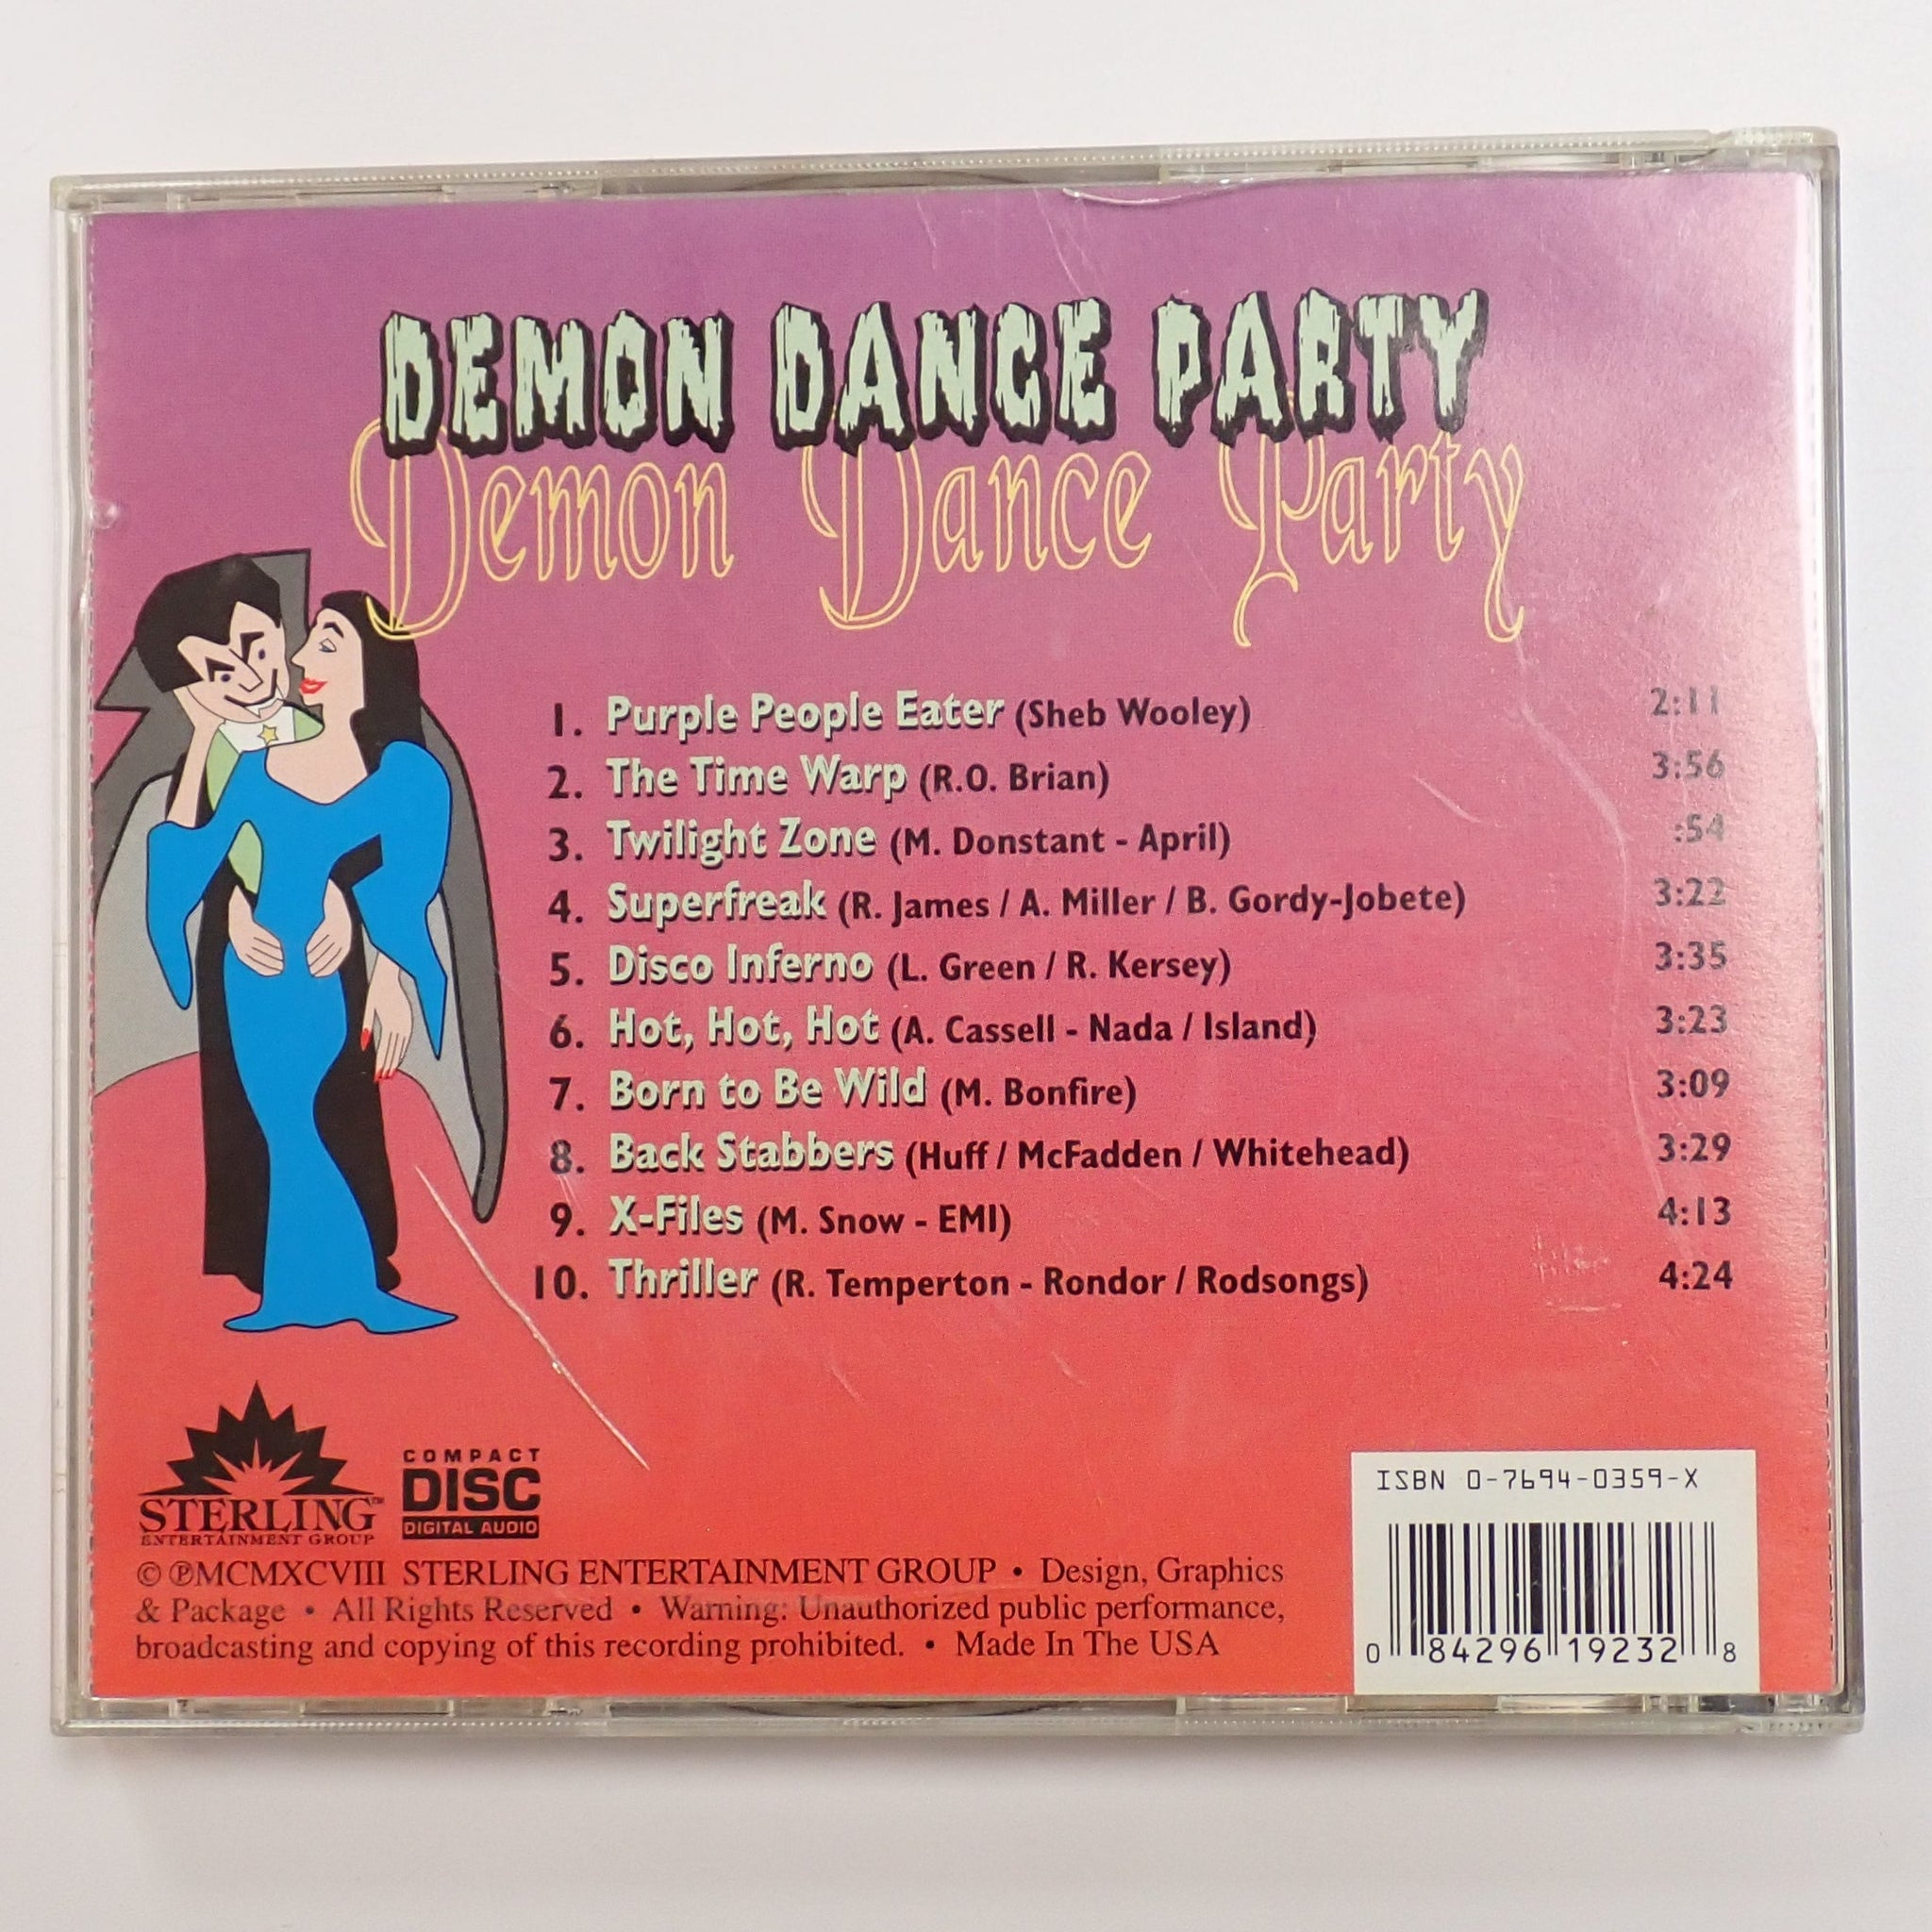 DEMON DANCE PARTY
Demon Dance Party
1. Purple People Eater (Sheb Wooley) 2:11
2. The Time Warp (R.O. Brian) 3:56
3. Twilight Zone (M. Donstant - April) :54
4. Superfreak (R. James / A. Miller / B. Gordy-Jobete) 3:22
5. Disco Inferno (L. Green / R. Kersey) 3:35
6. Hot, Hot, Hot (A. Cassell - Nada / Island) 3:23
7. Born to Be Wild (M. Bonfire) 3:09
8. Back Stabbers (Huff / McFadden / Whitehead) 3:29
9. X-Files (M. Snow - EMI) 4:13
10. Thriller (R. Temperton - Rondor / Rodsongs) 4:24
STERLING™
ENTERTAINMENT GROUP
COMPACT
DISC
DIGITAL AUDIO
© ℗MCMXCVIII STERLING ENTERTAINMENT GROUP • Design, Graphics
& Package • All Rights Reserved • Warning: Unauthorized public performance,
broadcasting and copying of this recording prohibited. • Made In The USA
ISBN 0-7694-0359-X
0 84296 19232 8